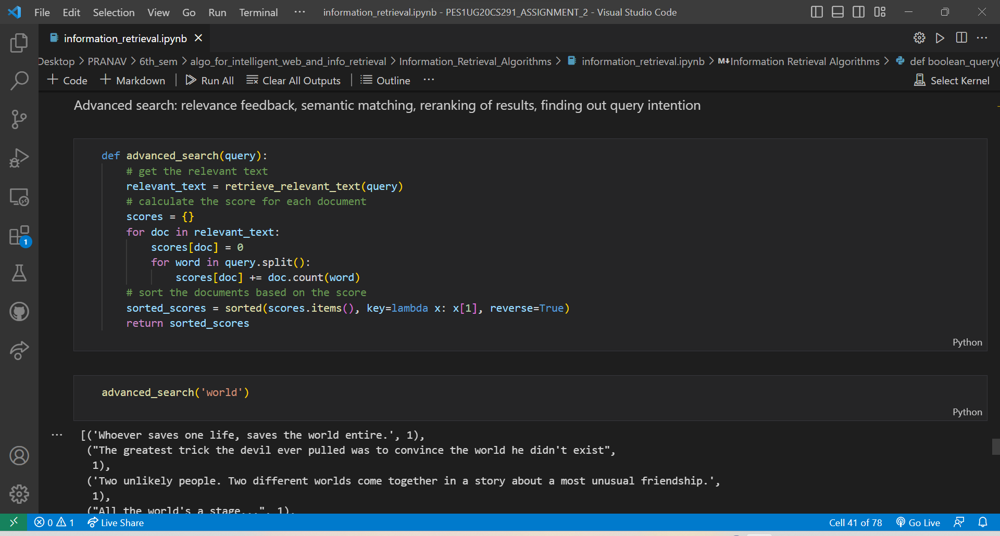 File Edit Selection View Go Run Terminal ··· information_retrieval.ipynb - PES1UG20CS291_ASSIGNMENT_2 - Visual Studio Code
information_retrieval.ipynb
Desktop > PRANAV > 6th_sem > algo_for_intelligent_web_and_info_retrieval > Information_Retrieval_Algorithms > information_retrieval.ipynb > M↓Information Retrieval Algorithms > def boolean_query(
+ Code + Markdown | Run All Clear All Outputs | Outline ··· Select Kernel
Advanced search: relevance feedback, semantic matching, reranking of results, finding out query intention
def advanced_search(query):
    # get the relevant text
    relevant_text = retrieve_relevant_text(query)
    # calculate the score for each document
    scores = {}
    for doc in relevant_text:
        scores[doc] = 0
        for word in query.split():
            scores[doc] += doc.count(word)
    # sort the documents based on the score
    sorted_scores = sorted(scores.items(), key=lambda x: x[1], reverse=True)
    return sorted_scores
Python
advanced_search('world')
Python
··· [('Whoever saves one life, saves the world entire.', 1),
("The greatest trick the devil ever pulled was to convince the world he didn't exist",
1),
('Two unlikely people. Two different worlds come together in a story about a most unusual friendship.',
1),
("All the world's a stage...", 1),
1
0 1 Live Share Cell 41 of 78 Go Live